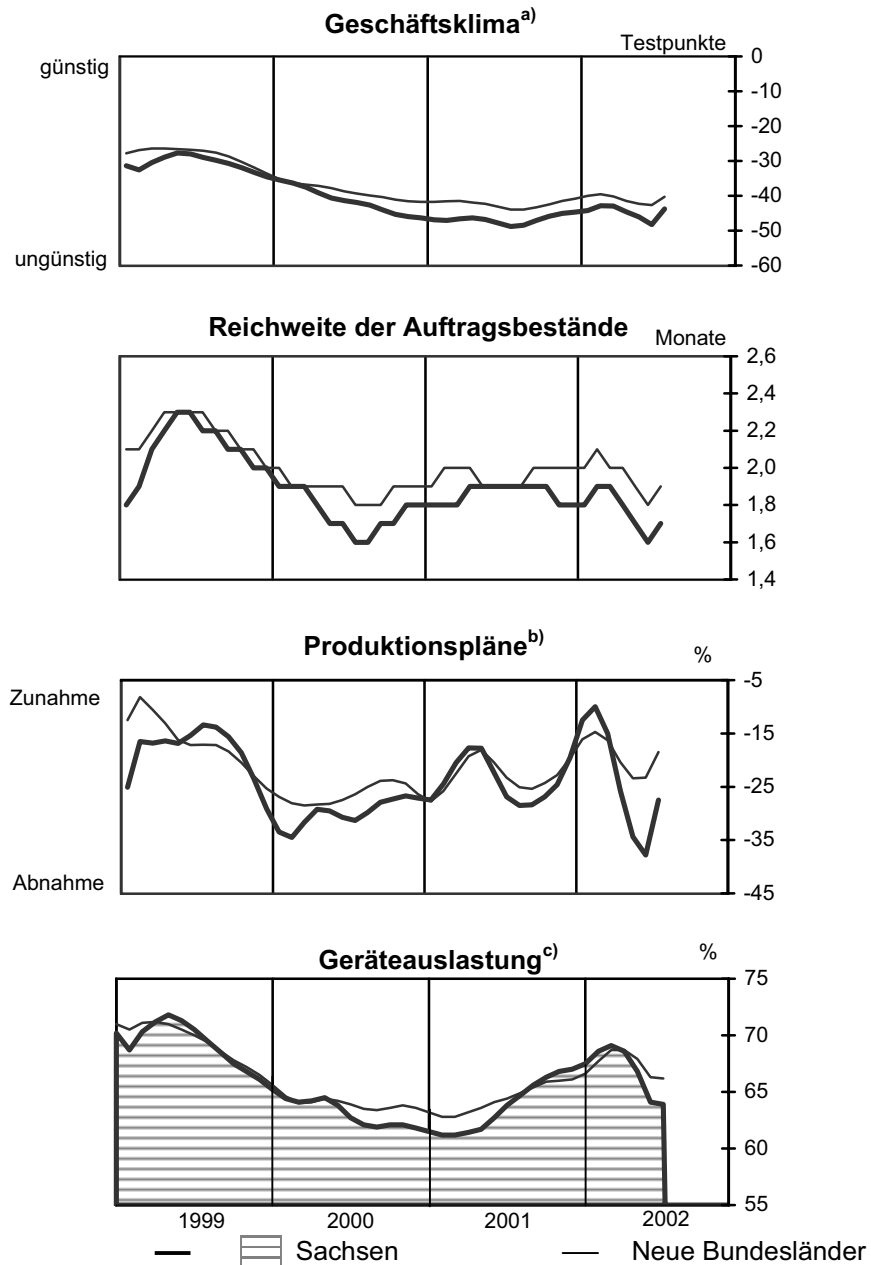 Geschäftsklima a)
Testpunkte
günstig
ungünstig
0
-10
-20
-30
-40
-50
-60
Reichweite der Auftragsbestände
Monate
2,6
2,4
2,2
2,0
1,8
1,6
1,4
Produktionspläne b)
%
Zunahme
Abnahme
-5
-15
-25
-35
-45
Geräteauslastung c)
%
75
70
65
60
55
1999 2000 2001 2002
Sachsen Neue Bundesländer